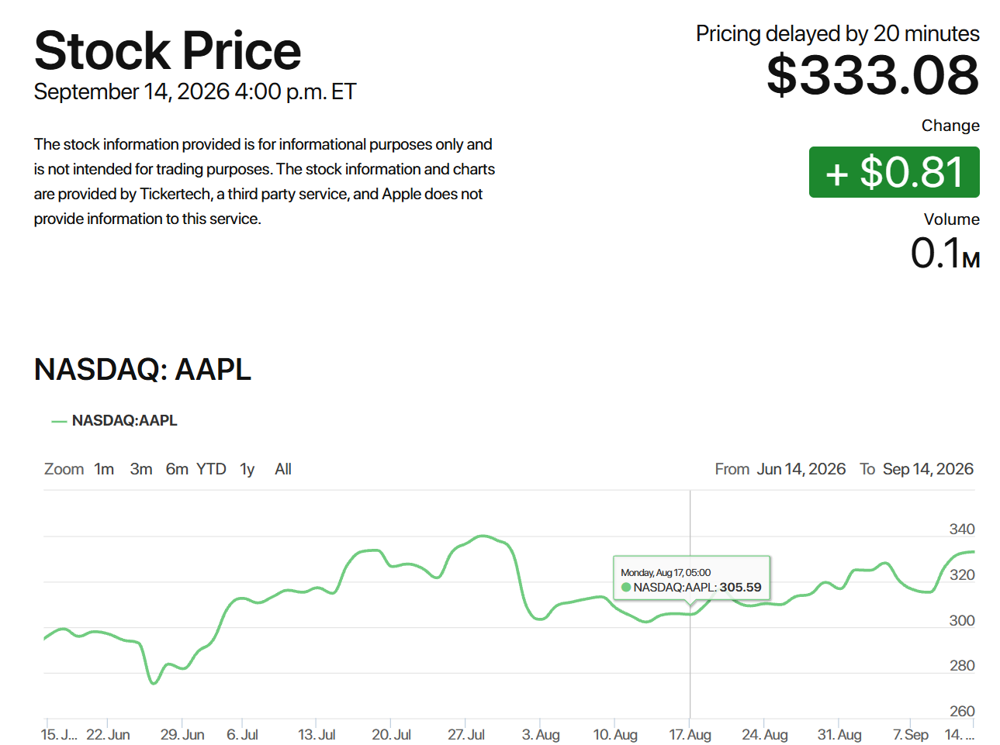 Stock Price
September 14, 2026 4:00 p.m. ET
The stock information provided is for informational purposes only and
is not intended for trading purposes. The stock information and charts
are provided by Tickertech, a third party service, and Apple does not
provide information to this service.
Pricing delayed by 20 minutes
$333.08
Change
+ $0.81
Volume
0.1M
NASDAQ: AAPL
NASDAQ:AAPL
Zoom 1m 3m 6m YTD 1y All
From Jun 14, 2026 To Sep 14, 2026
340
320
Monday, Aug 17, 05:00
NASDAQ:AAPL: 305.59
300
280
260
15. J... 22. Jun 29. Jun 6. Jul 13. Jul 20. Jul 27. Jul 3. Aug 10. Aug 17. Aug 24. Aug 31. Aug 7. Sep 14. ...